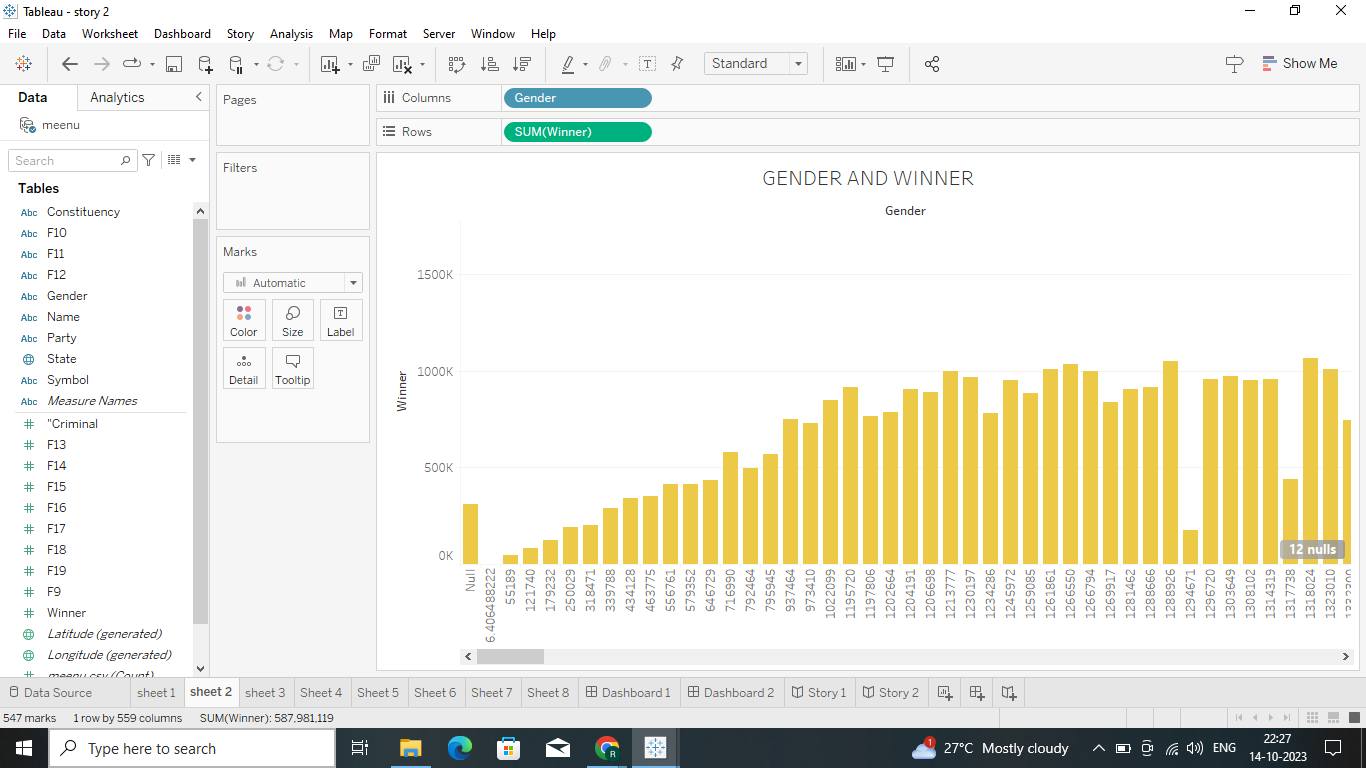 Tableau - story 2
File Data Worksheet Dashboard Story Analysis Map Format Server Window Help
Standard
Show Me
Data Analytics
meenu
Search
Tables
Abc Constituency
Abc F10
Abc F11
Abc F12
Abc Gender
Abc Name
Abc Party
State
Abc Symbol
Abc Measure Names
# "Criminal
# F13
# F14
# F15
# F16
# F17
# F18
# F19
# F9
# Winner
Latitude (generated)
Longitude (generated)
# meenu.csv (Count)
Pages
Filters
Marks
Automatic
Color Size Label
Detail Tooltip
Columns Gender
Rows SUM(Winner)
GENDER AND WINNER
Gender
Winner
1500K
1000K
500K
0K
12 nulls
Null
6.406488222
55189
121740
179232
250029
318471
339788
434128
463775
556761
579352
646729
716990
792464
795945
937464
973410
1022099
1195720
1197806
1202664
1204191
1206698
1213777
1230197
1234286
1245972
1259085
1261861
1266550
1266794
1269917
1281462
1288666
1288926
1294671
1296720
1303649
1308102
1314319
1317738
1318024
1323010
Data Source sheet 1 sheet 2 sheet 3 Sheet 4 Sheet 5 Sheet 6 Sheet 7 Sheet 8 Dashboard 1 Dashboard 2 Story 1 Story 2
547 marks 1 row by 559 columns SUM(Winner): 587,981,119
Type here to search
1
27°C Mostly cloudy
ENG
22:27
14-10-2023